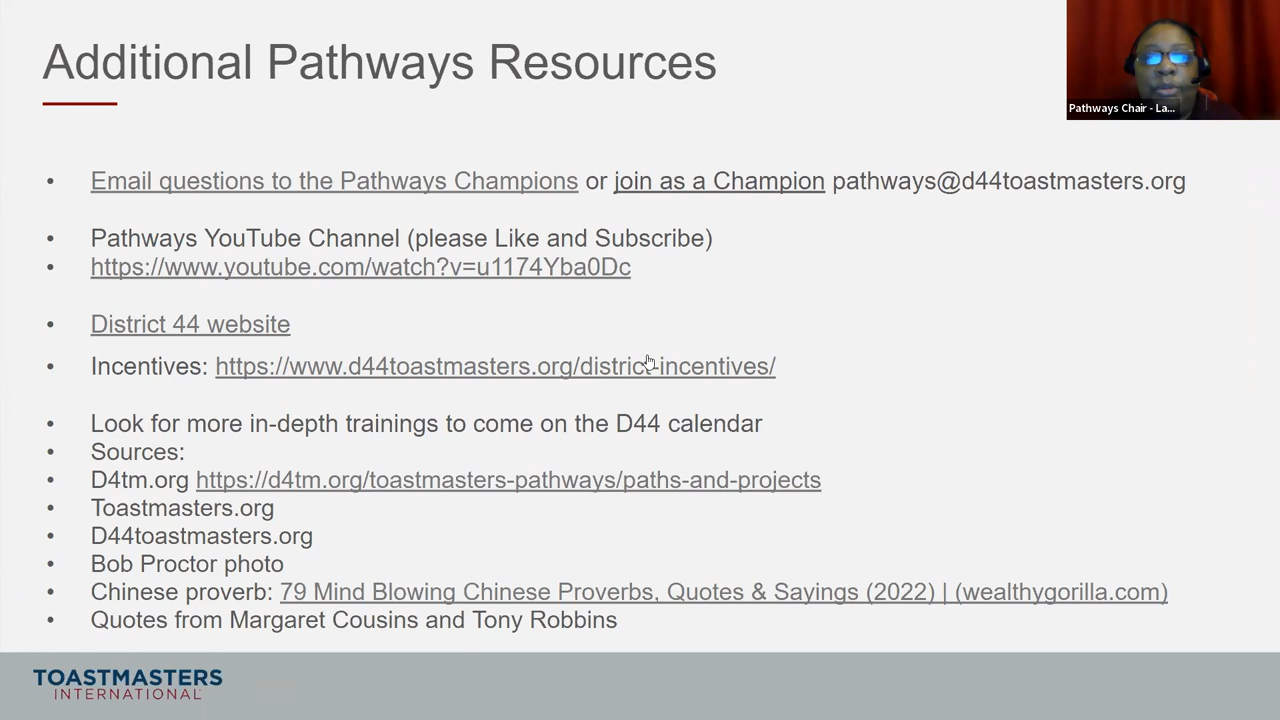 Additional Pathways Resources
Pathways Chair - La...
• Email questions to the Pathways Champions or join as a Champion pathways@d44toastmasters.org
• Pathways YouTube Channel (please Like and Subscribe)
• https://www.youtube.com/watch?v=u1174Yba0Dc
• District 44 website
• Incentives: https://www.d44toastmasters.org/district-incentives/
• Look for more in-depth trainings to come on the D44 calendar
• Sources:
• D4tm.org https://d4tm.org/toastmasters-pathways/paths-and-projects
• Toastmasters.org
• D44toastmasters.org
• Bob Proctor photo
• Chinese proverb: 79 Mind Blowing Chinese Proverbs, Quotes & Sayings (2022) | (wealthygorilla.com)
• Quotes from Margaret Cousins and Tony Robbins
TOASTMASTERS
INTERNATIONAL